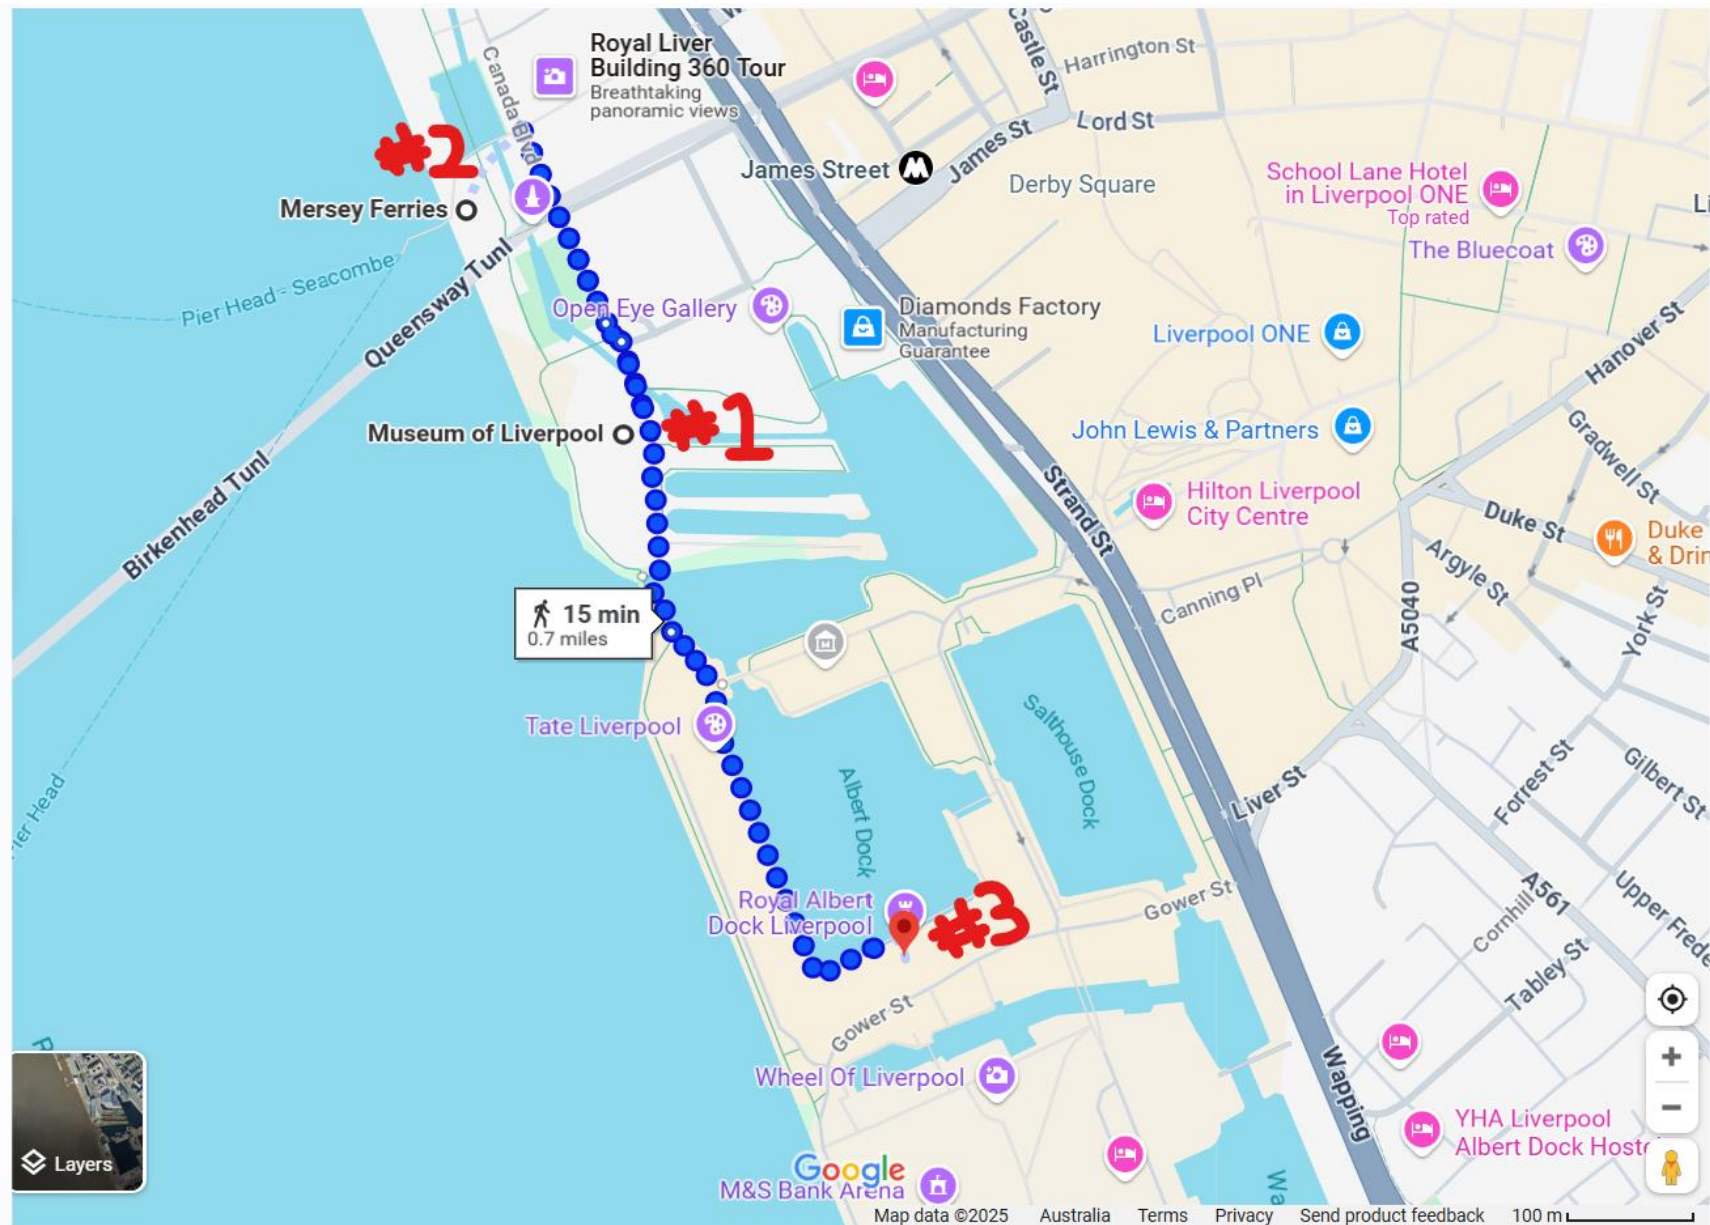 Royal Liver
Building 360 Tour
Breathtaking
panoramic views
Canada Blvd
Castle St
Harrington St
Lord St
James St
James Street
Derby Square
#2
Mersey Ferries
School Lane Hotel
in Liverpool ONE
Top rated
The Bluecoat
Pier Head - Seacombe
Queensway Tunl
Open Eye Gallery
Diamonds Factory
Manufacturing
Guarantee
Liverpool ONE
Hanover St
Museum of Liverpool
#1
John Lewis & Partners
Gradwell St
Birkenhead Tunl
Strand St
Hilton Liverpool
City Centre
Duke St
Duke
& Drin
Argyle St
Canning Pl
A5040
York St
15 min
0.7 miles
Tate Liverpool
Salthouse Dock
Albert Dock
Liver St
Forrest St
Gilbert St
Pier Head
Royal Albert
Dock Liverpool
#3
Gower St
A561
Upper Frede
Cornhill
Tabley St
Gower St
Wheel Of Liverpool
Wapping
YHA Liverpool
Albert Dock Hoste
Layers
Google
M&S Bank Arena
Wa
Map data ©2025 Australia Terms Privacy Send product feedback 100 m